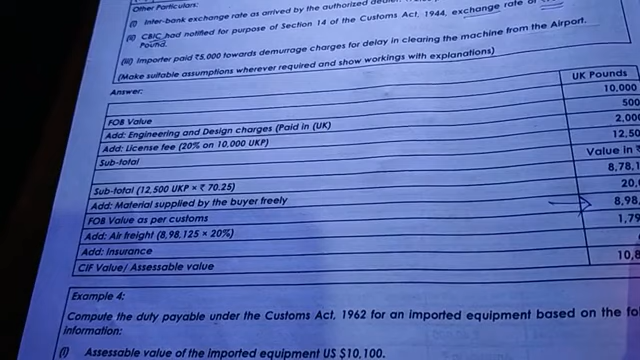 Other Particulars:
(i) Inter-bank exchange rate as arrived by the authorized
(ii) CBIC had notified for purpose of Section 14 of the Customs Act, 1944, exchange rate of
Pound.
(iii) Importer paid ₹5,000 towards demurrage charges for delay in clearing the machine from the Airport.
(Make suitable assumptions wherever required and show workings with explanations)
Answer:
UK Pounds
FOB Value 10,000
Add: Engineering and Design charges (Paid in (UK) 500
Add: License fee (20% on 10,000 UKP) 2,000
Sub-total 12,50
Value in ₹
Sub-total (12,500 UKP × ₹ 70.25) 8,78,1
Add: Material supplied by the buyer freely 20,
FOB Value as per customs 8,98,
Add: Air freight (8,98,125 × 20%) 1,79
Add: Insurance
CIF Value/ Assessable value 10,8
Example 4:
Compute the duty payable under the Customs Act, 1962 for an imported equipment based on the fol
information:
(i) Assessable value of the imported equipment US $10,100.